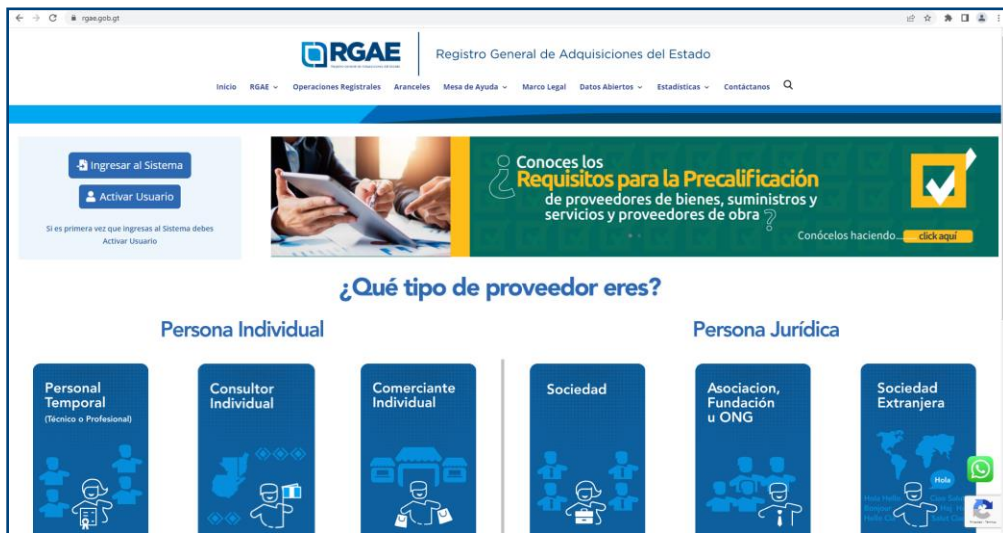 rgae.gob.gt
RGAE
Registro General de Adquisiciones del Estado
Inicio RGAE Operaciones Registrales Aranceles Mesa de Ayuda Marco Legal Datos Abiertos Estadísticas Contáctanos
Ingresar al Sistema
Activar Usuario
Si es primera vez que ingresas al Sistema debes
Activar Usuario
¿Conoces los
Requisitos para la Precalificación
de proveedores de bienes, suministros y
servicios y proveedores de obra?
Conócelos haciendo... click aquí
¿Qué tipo de proveedor eres?
Persona Individual
Persona Jurídica
Personal
Temporal
(Técnico o Profesional)
Consultor
Individual
Comerciante
Individual
Sociedad
Asociacion,
Fundación
u ONG
Sociedad
Extranjera
Hola